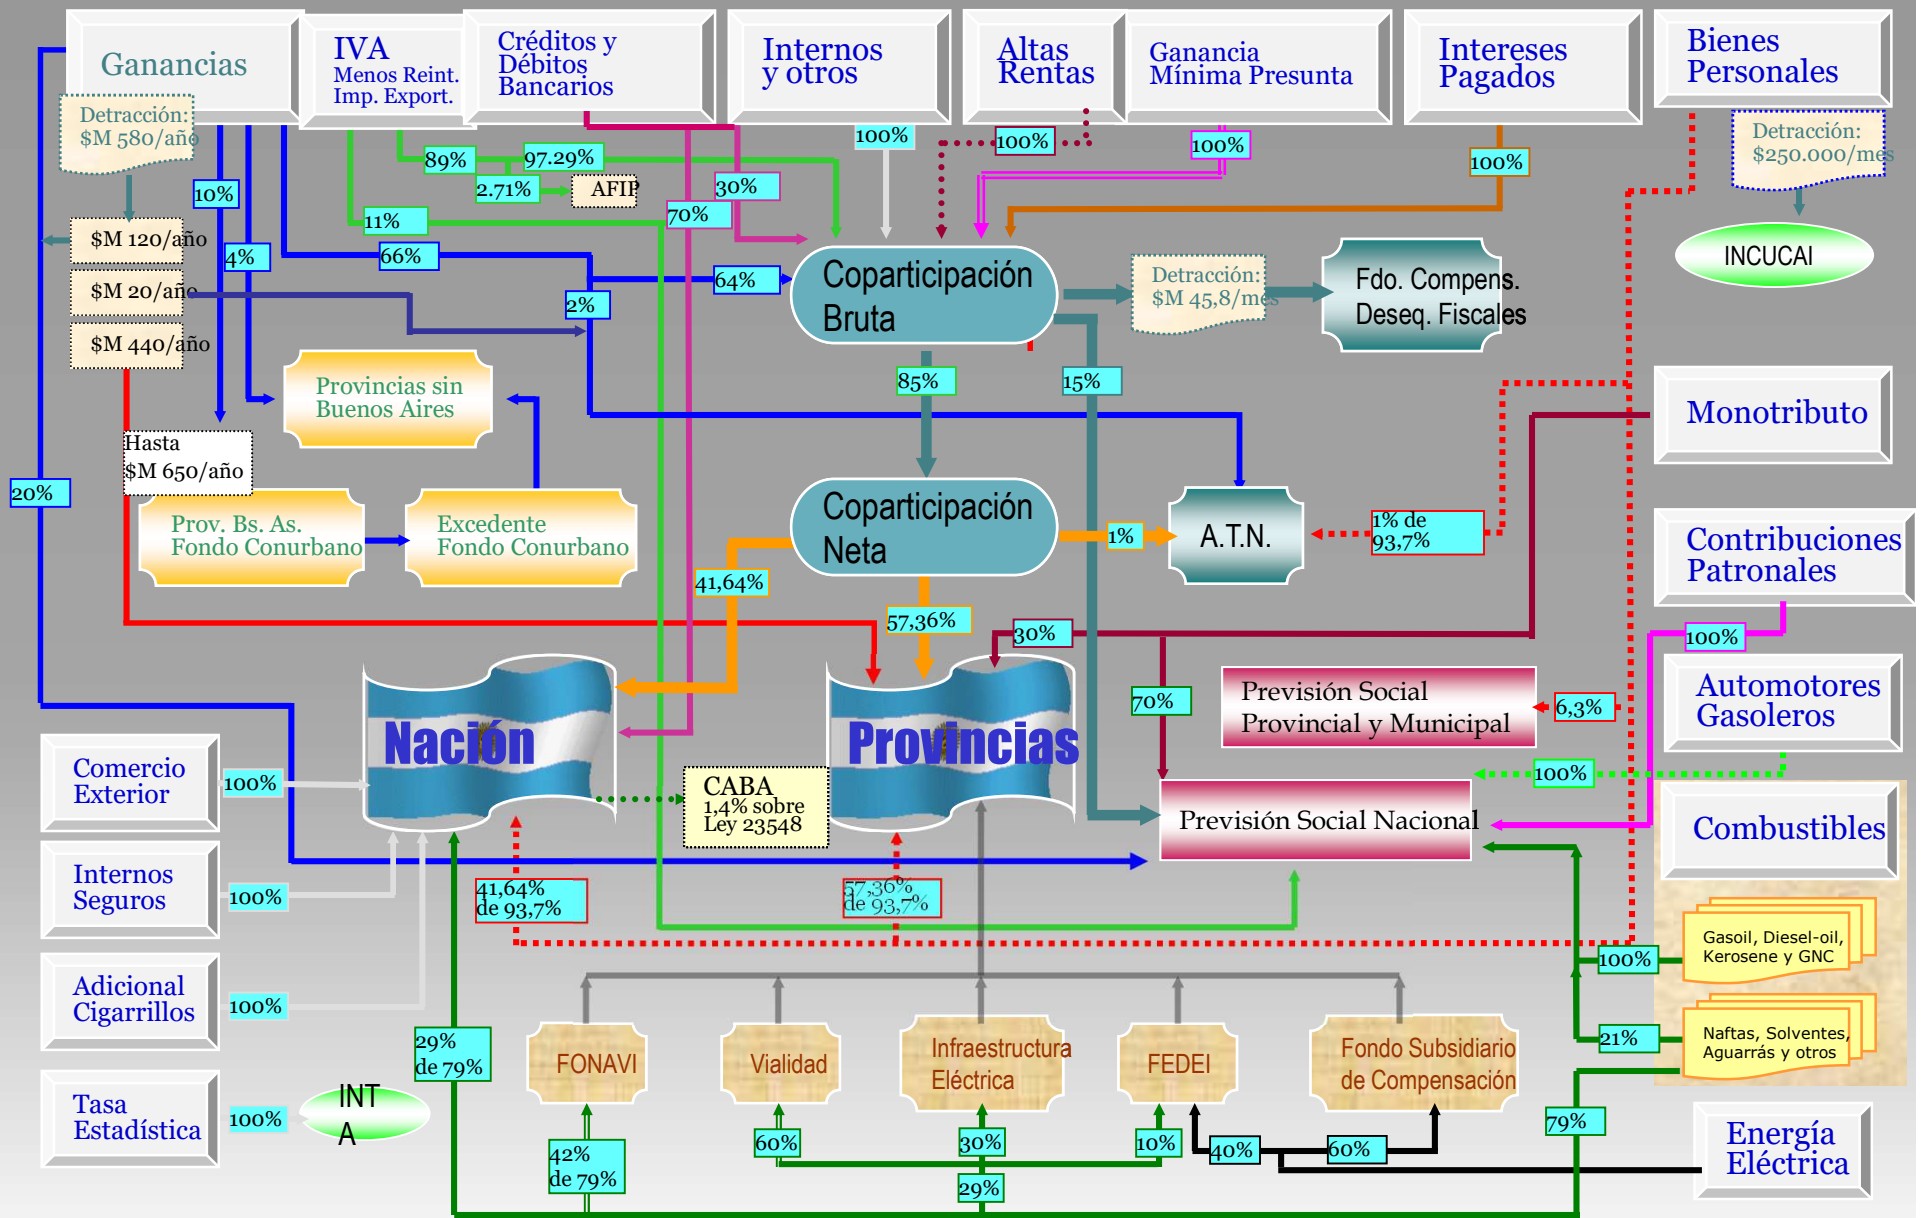 Ganancias
IVA
Menos Reint.
Imp. Export.
Créditos y
Débitos
Bancarios
Internos
y otros
Altas
Rentas
Ganancia
Mínima Presunta
Intereses
Pagados
Bienes
Personales
Detracción:
$M 580/año
Detracción:
$250.000/mes
100%
100%
100%
100%
89%
97.29%
2.71%
AFIP
30%
10%
11%
70%
$M 120/año
4%
66%
64%
2%
$M 20/año
$M 440/año
INCUCAI
Coparticipación
Bruta
Detracción:
$M 45,8/mes
Fdo. Compens.
Deseq. Fiscales
85%
15%
Provincias sin
Buenos Aires
Monotributo
Hasta
$M 650/año
20%
Prov. Bs. As.
Fondo Conurbano
Excedente
Fondo Conurbano
Coparticipación
Neta
1%
A.T.N.
1% de
93,7%
Contribuciones
Patronales
41,64%
57,36%
30%
100%
Nación
Provincias
70%
Previsión Social
Provincial y Municipal
6,3%
Automotores
Gasoleros
100%
Comercio
Exterior
100%
CABA
1,4% sobre
Ley 23548
Previsión Social Nacional
Combustibles
Internos
Seguros
100%
41,64%
de 93,7%
57,36%
de 93,7%
Gasoil, Diesel-oil,
Kerosene y GNC
100%
Adicional
Cigarrillos
100%
29%
de 79%
FONAVI
Vialidad
Infraestructura
Eléctrica
FEDEI
Fondo Subsidiario
de Compensación
21%
Naftas, Solventes,
Aguarrás y otros
Tasa
Estadística
100%
INT
A
42%
de 79%
60%
30%
10%
40%
60%
79%
29%
Energía
Eléctrica